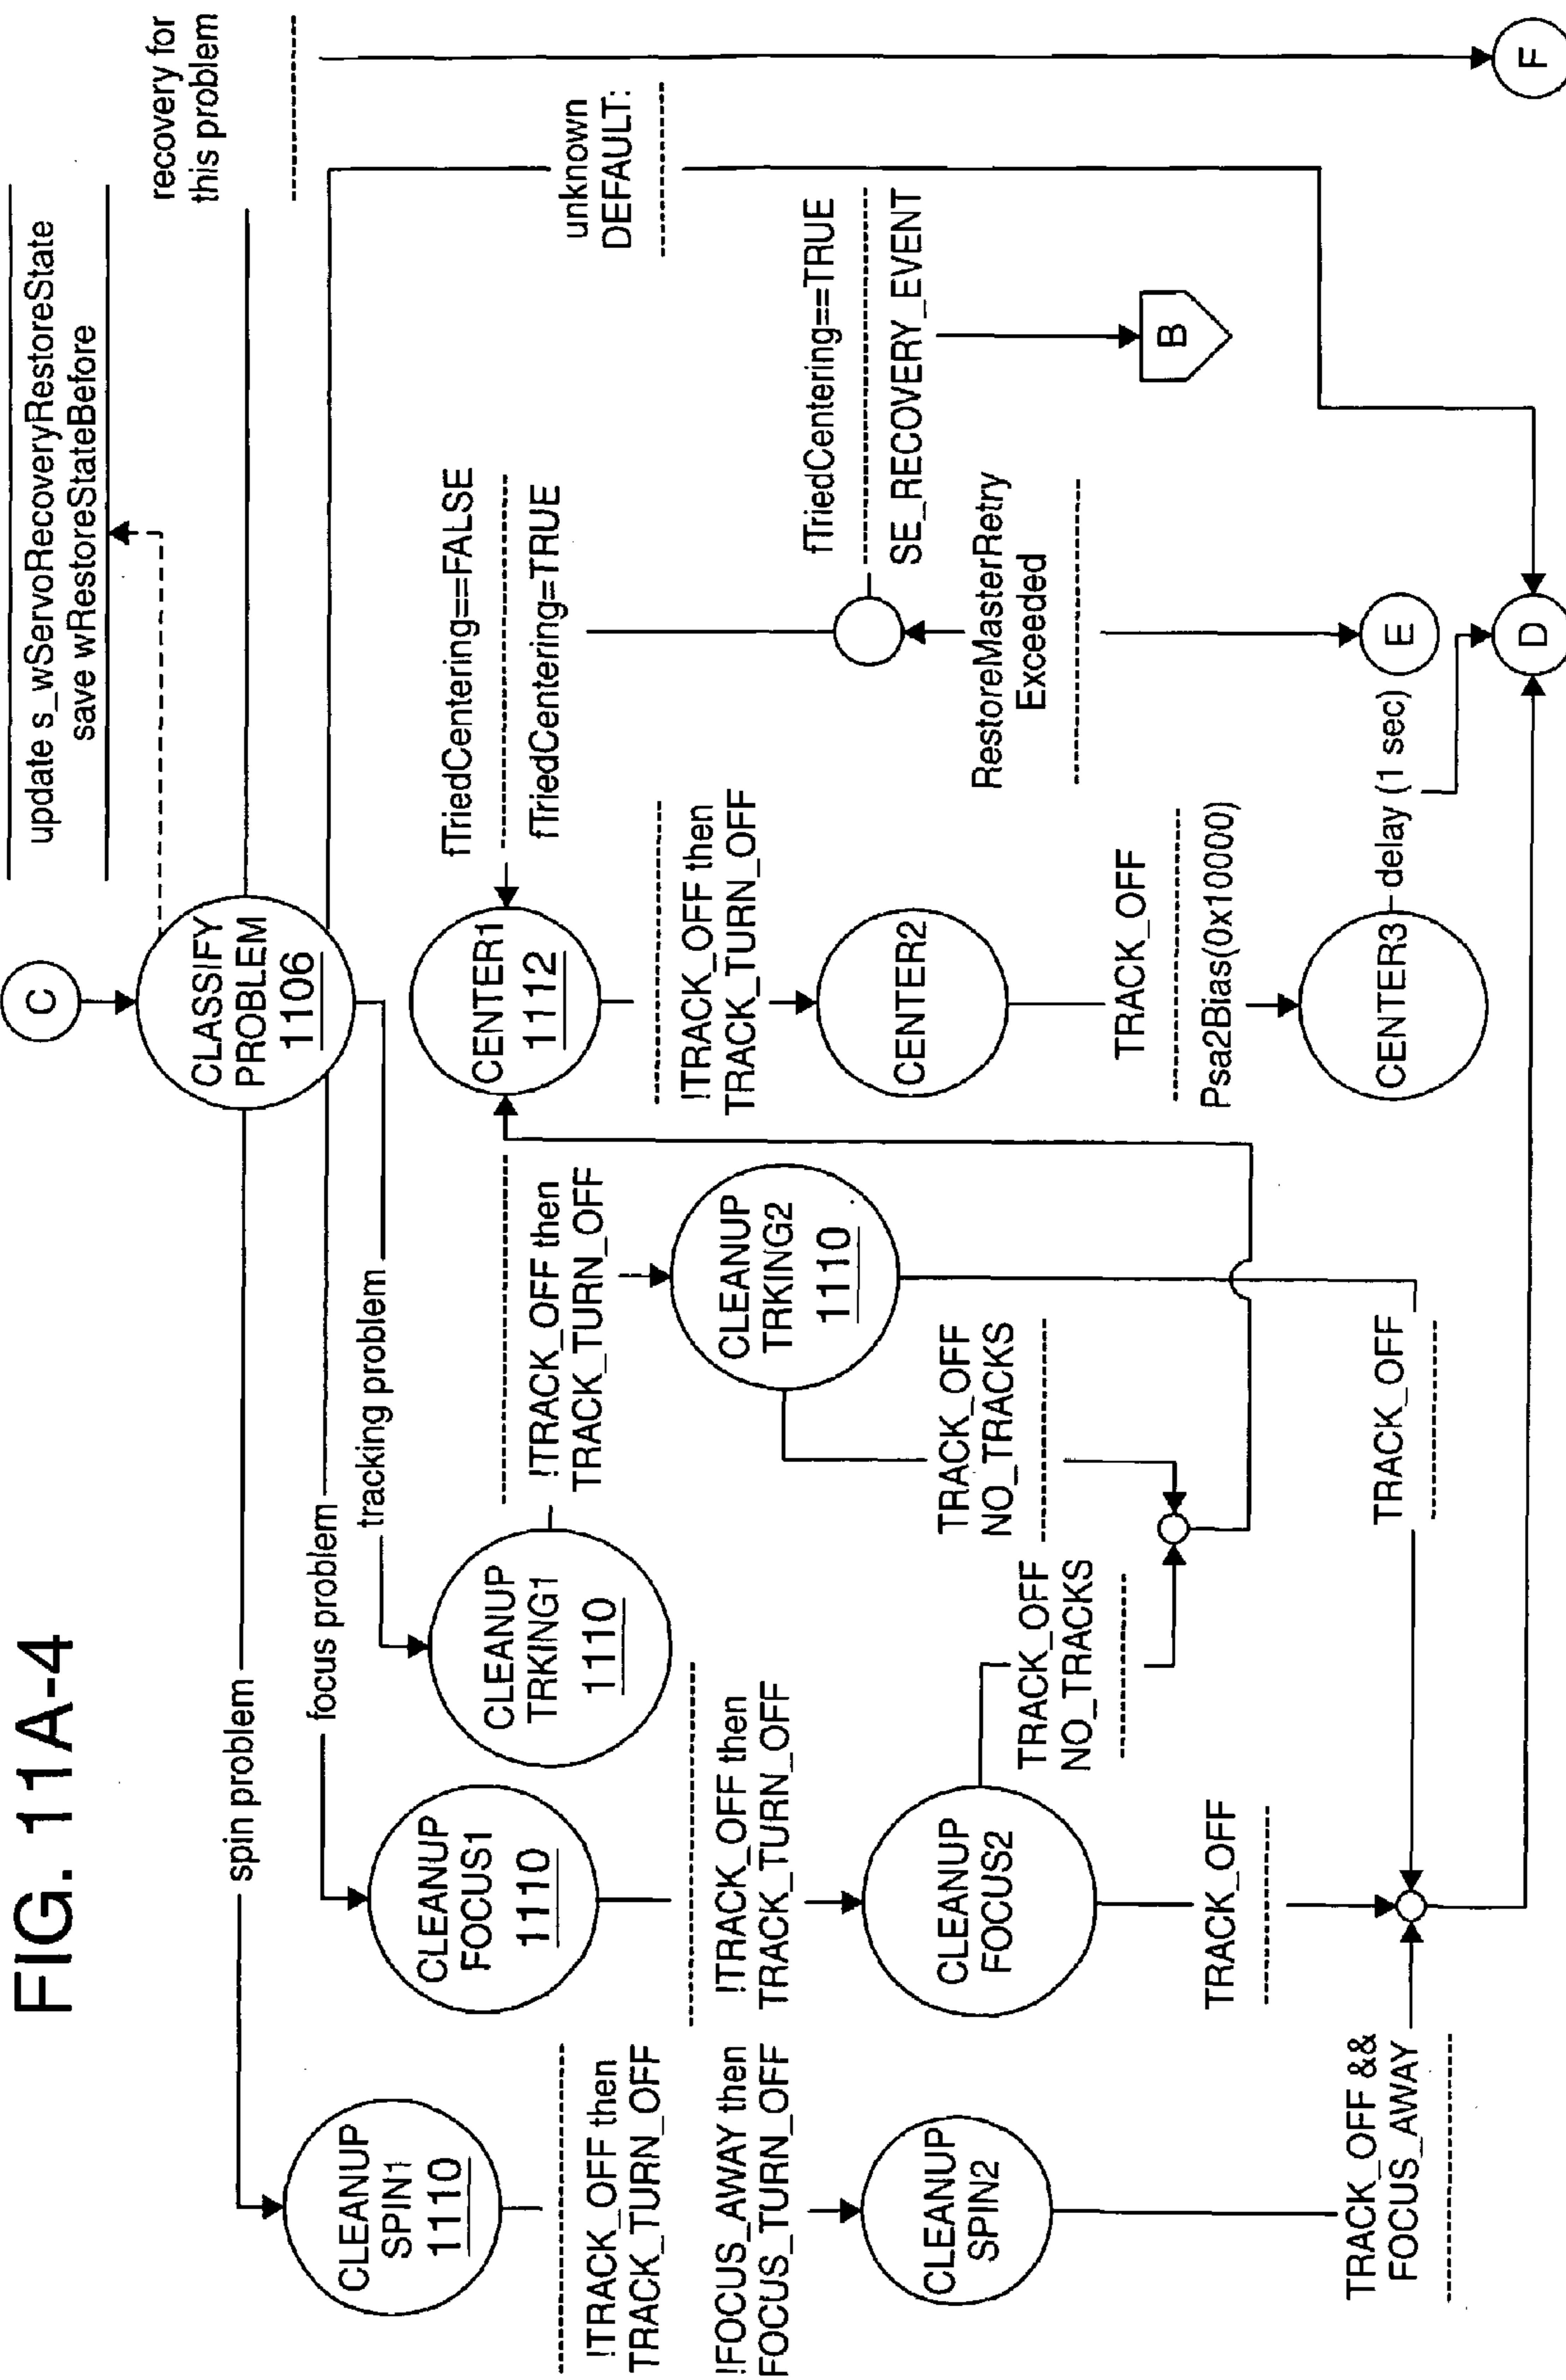 FIG. 11A-4
C
CLASSIFY
PROBLEM
1106
update s_wServoRecoveryRestoreState
save wRestoreStateBefore
recovery for
this problem
spin problem
focus problem
tracking problem
unknown
DEFAULT:
CLEANUP
SPIN1
1110
CLEANUP
FOCUS1
1110
CLEANUP
TRKING1
1110
CENTER1
1112
fTriedCentering==FALSE
fTriedCentering=TRUE
!TRACK_OFF then
TRACK_TURN_OFF
!FOCUS_AWAY then
FOCUS_TURN_OFF
!TRACK_OFF then
TRACK_TURN_OFF
!TRACK_OFF then
TRACK_TURN_OFF
!TRACK_OFF then
TRACK_TURN_OFF
CLEANUP
TRKING2
1110
CLEANUP
SPIN2
CLEANUP
FOCUS2
CENTER2
fTriedCentering==TRUE
SE_RECOVERY_EVENT
B
TRACK_OFF
NO_TRACKS
TRACK_OFF
NO_TRACKS
RestoreMasterRetry
Exceeded
TRACK_OFF
Psa2Bias(0x10000)
TRACK_OFF
TRACK_OFF
TRACK_OFF &&
FOCUS_AWAY
CENTER3
delay (1 sec)
E
D
F